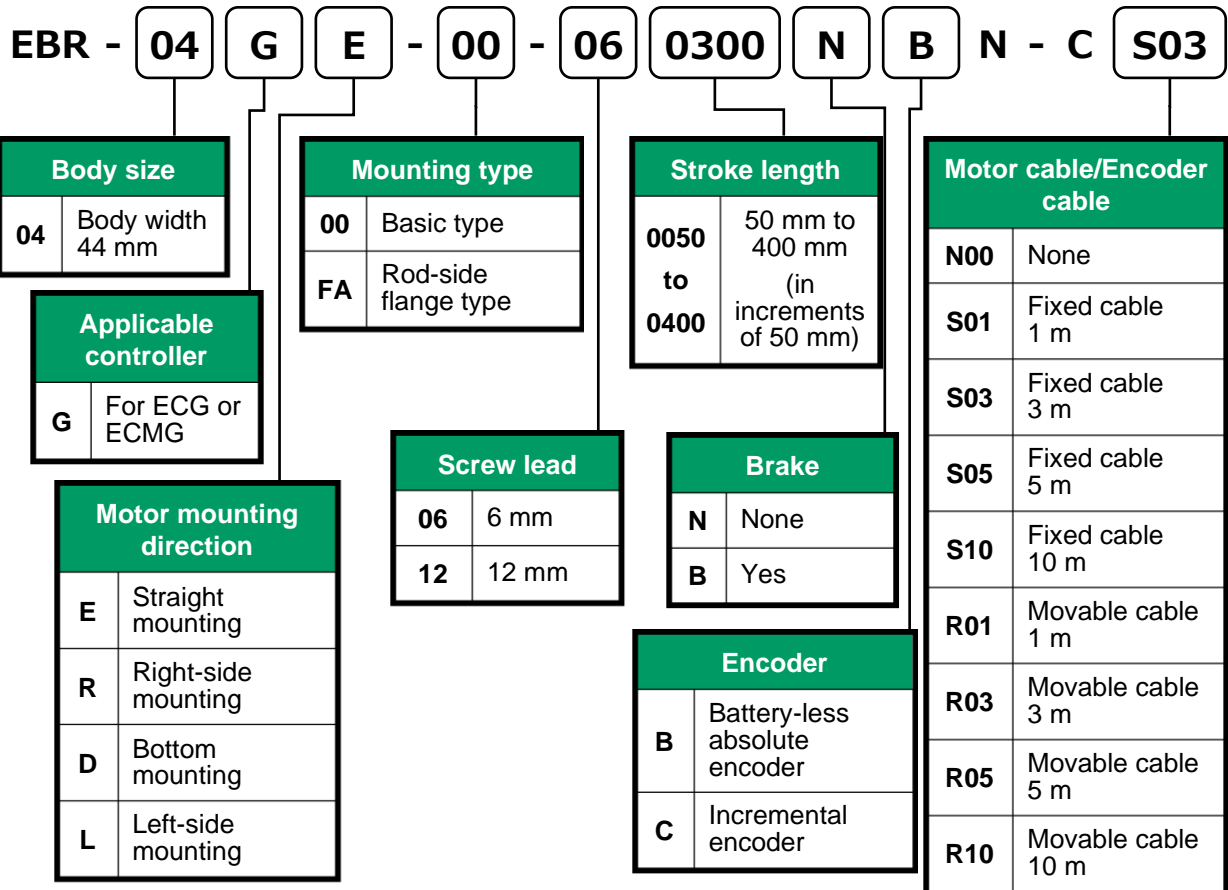 EBR - 04 G E - 00 - 06 0300 N B N - C S03
Body size
04 Body width
44 mm
Applicable
controller
G For ECG or
ECMG
Motor mounting
direction
E Straight
mounting
R Right-side
mounting
D Bottom
mounting
L Left-side
mounting
Mounting type
00 Basic type
FA Rod-side
flange type
Screw lead
06 6 mm
12 12 mm
Stroke length
0050
to
0400
50 mm to
400 mm
(in
increments
of 50 mm)
Brake
N None
B Yes
Encoder
B Battery-less
absolute
encoder
C Incremental
encoder
Motor cable/Encoder
cable
N00 None
S01 Fixed cable
1 m
S03 Fixed cable
3 m
S05 Fixed cable
5 m
S10 Fixed cable
10 m
R01 Movable cable
1 m
R03 Movable cable
3 m
R05 Movable cable
5 m
R10 Movable cable
10 m